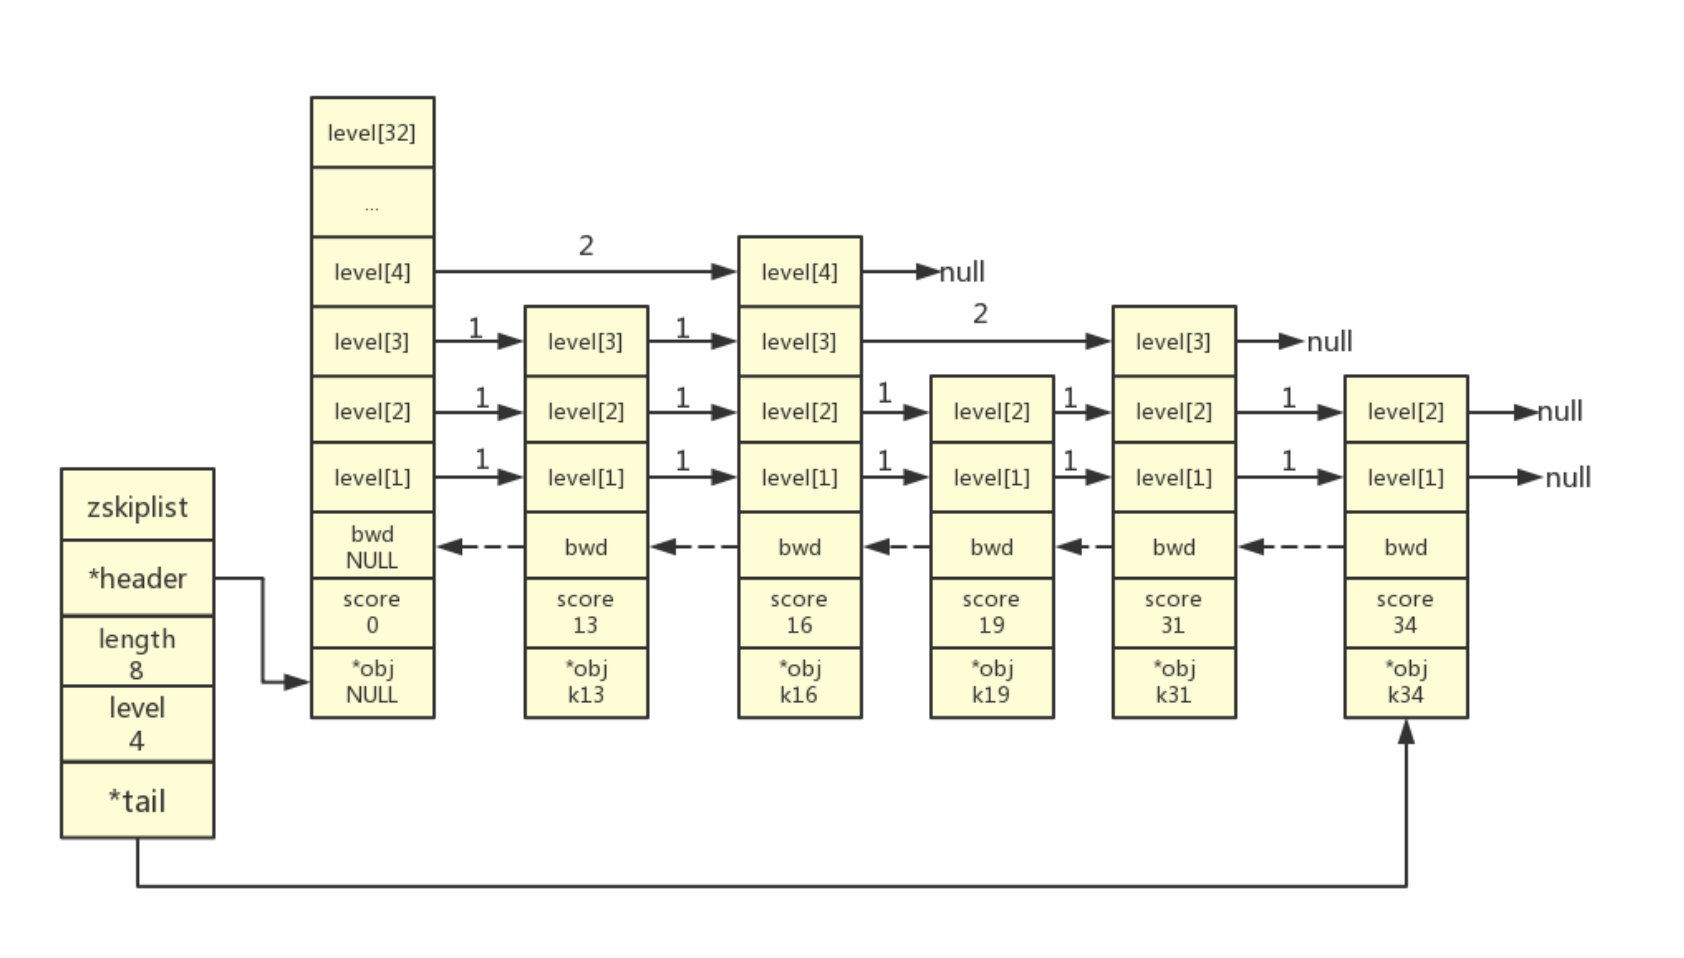 level[32]
...
2
level[4]
level[4]
null
2
1
1
level[3]
level[3]
level[3]
level[3]
null
1
1
1
1
1
level[2]
level[2]
level[2]
level[2]
level[2]
level[2]
null
1
1
1
1
1
level[1]
level[1]
level[1]
level[1]
level[1]
level[1]
null
zskiplist
*header
length
8
level
4
*tail
bwd
NULL
bwd
bwd
bwd
bwd
bwd
score
0
score
13
score
16
score
19
score
31
score
34
*obj
NULL
*obj
k13
*obj
k16
*obj
k19
*obj
k31
*obj
k34